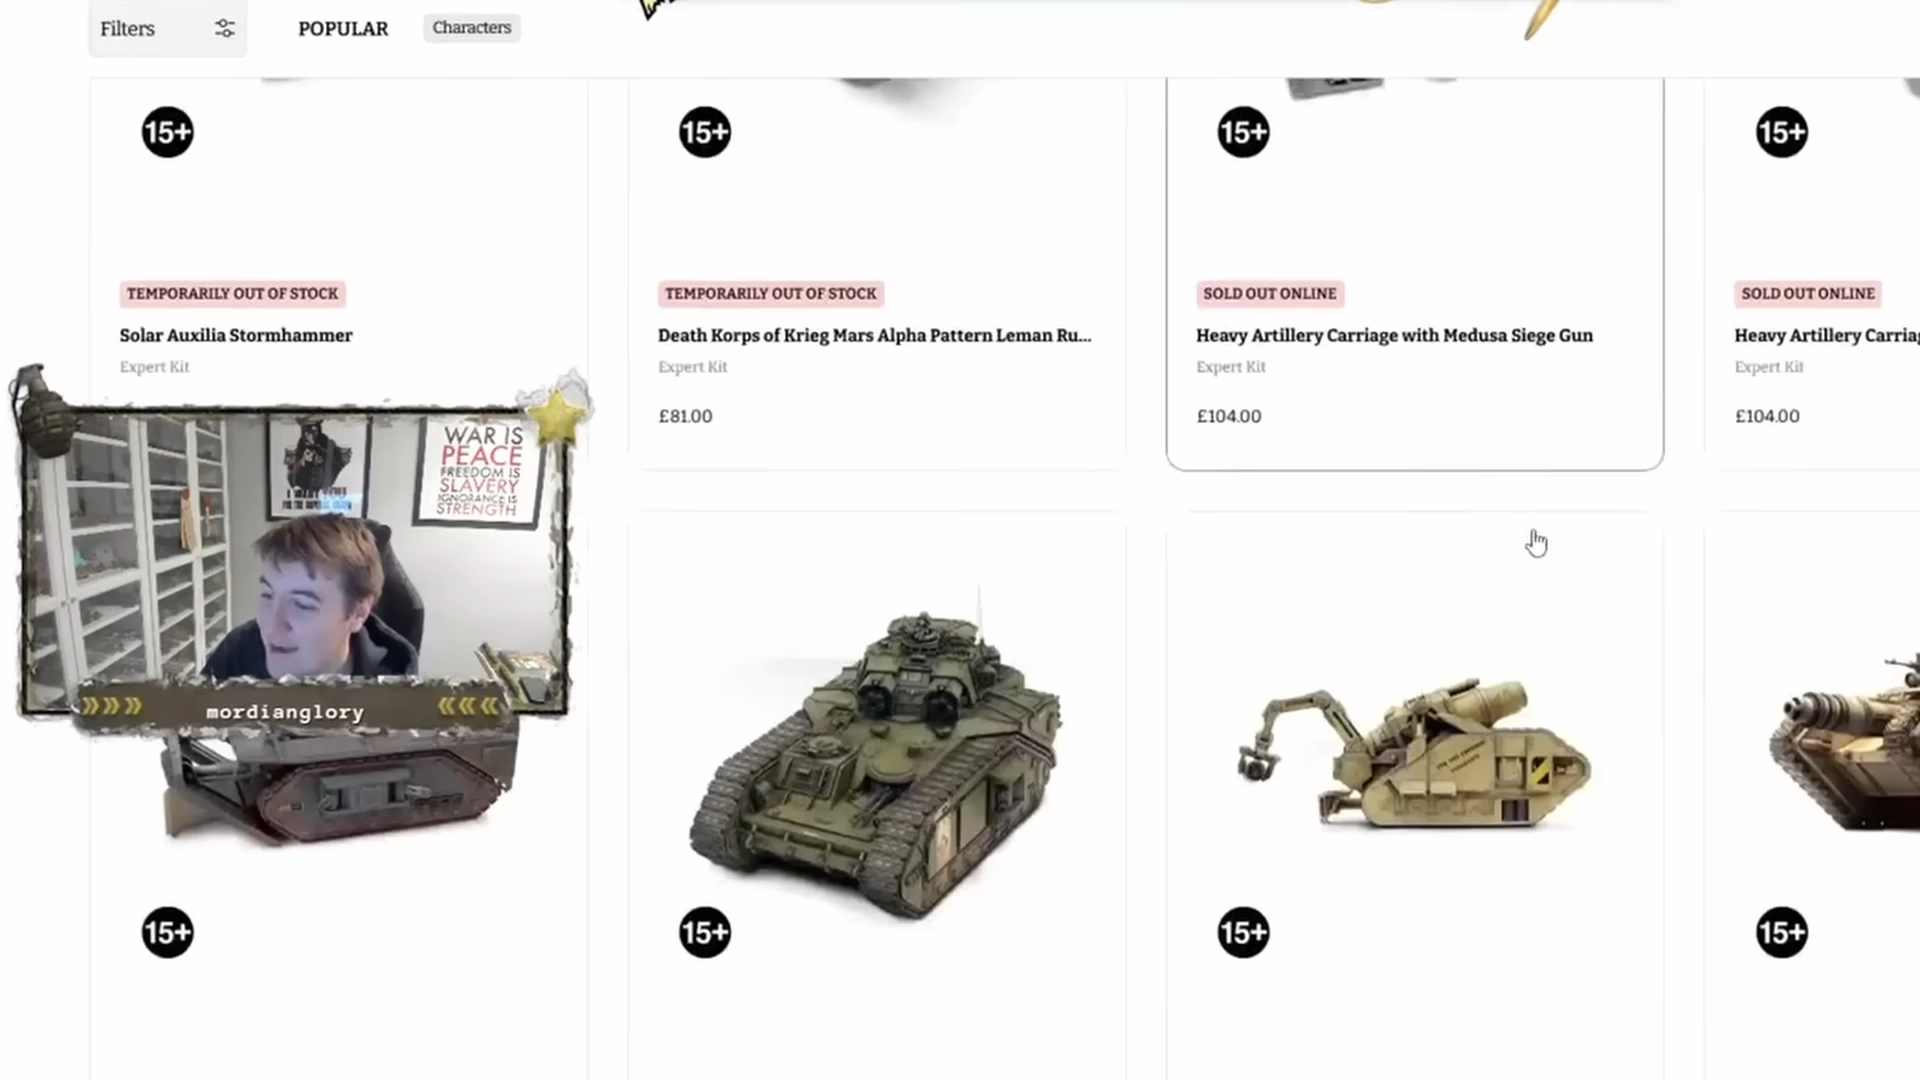 Filters
POPULAR
Characters
15+
15+
15+
15+
TEMPORARILY OUT OF STOCK
TEMPORARILY OUT OF STOCK
SOLD OUT ONLINE
SOLD OUT ONLINE
Solar Auxilia Stormhammer
Death Korps of Krieg Mars Alpha Pattern Leman Ru...
Heavy Artillery Carriage with Medusa Siege Gun
Heavy Artillery Carria
Expert Kit
Expert Kit
Expert Kit
Expert Kit
£81.00
£104.00
£104.00
WAR IS
PEACE
FREEDOM IS
SLAVERY
IGNORANCE IS
STRENGTH
mordianglory
15+
15+
15+
15+